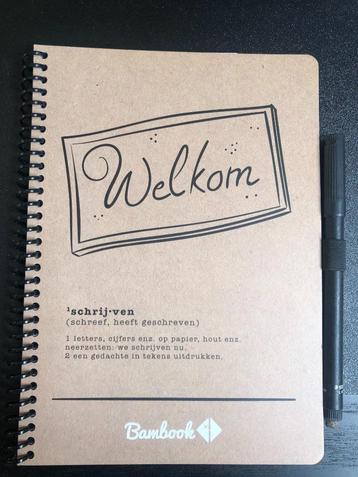 Welkom
¹schrij·ven
(schreef, heeft geschreven)
1 letters, cijfers enz. op papier, hout enz.
neerzetten: we schrijven nu.
2 een gedachte in tekens uitdrukken.
Bambook